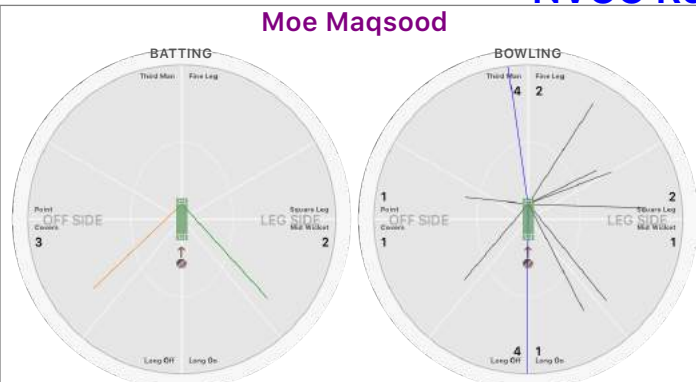 Moe Maqsood
BATTING
Third Man Fine Leg
Point
OFF SIDE
Covers
3
Square Leg
LEG SIDE
Mid Wicket
2
Long Off Long On
BOWLING
Third Man Fine Leg
4 2
1
Point
OFF SIDE
Covers
1
2
Square Leg
LEG SIDE
Mid Wicket
1
4 1
Long Off Long On